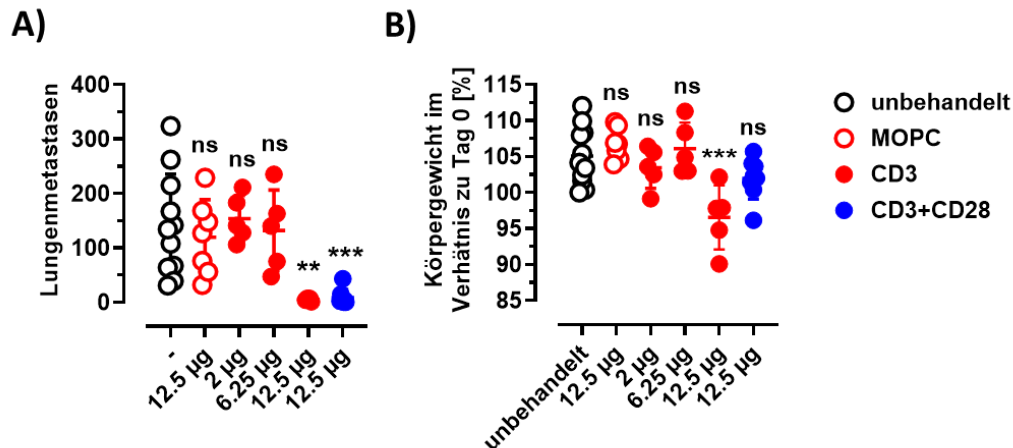 A)
Lungenmetastasen
400
300
200
100
0
ns
ns
ns
**
***
-
12.5 µg
2 µg
6.25 µg
12.5 µg
12.5 µg
B)
Körpergewicht im
Verhätnis zu Tag 0 [%]
115
110
105
100
95
90
85
ns
ns
ns
***
ns
unbehandelt
12.5 µg
2 µg
6.25 µg
12.5 µg
12.5 µg
unbehandelt
MOPC
CD3
CD3+CD28